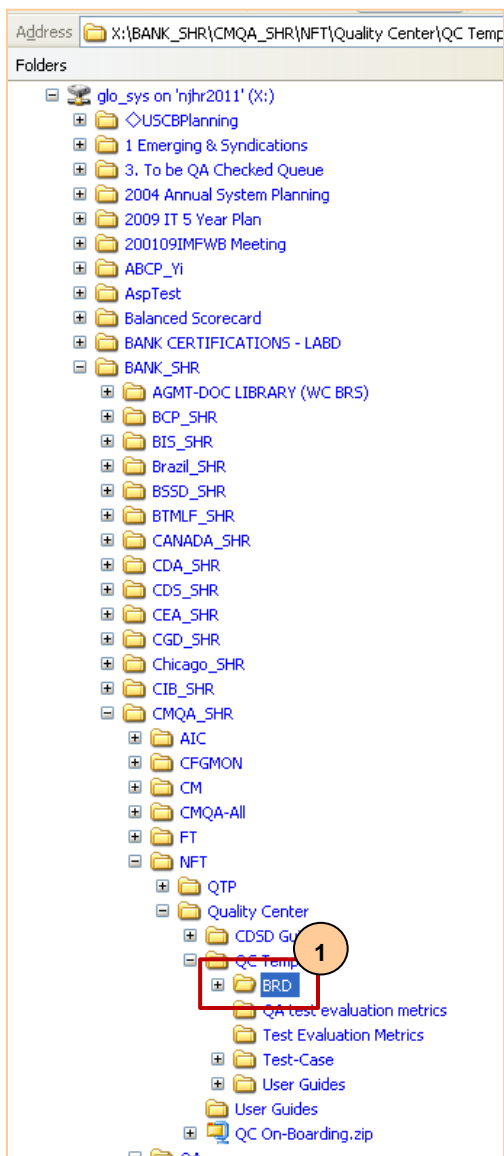 Address X:\BANK_SHR\CMQA_SHR\NFT\Quality Center\QC Temp
Folders
glo_sys on 'njhr2011' (X:)
◇USCBPlanning
1 Emerging & Syndications
3. To be QA Checked Queue
2004 Annual System Planning
2009 IT 5 Year Plan
200109IMFWB Meeting
ABCP_Yi
AspTest
Balanced Scorecard
BANK CERTIFICATIONS - LABD
BANK_SHR
AGMT-DOC LIBRARY (WC BRS)
BCP_SHR
BIS_SHR
Brazil_SHR
BSSD_SHR
BTMLF_SHR
CANADA_SHR
CDA_SHR
CDS_SHR
CEA_SHR
CGD_SHR
Chicago_SHR
CIB_SHR
CMQA_SHR
AIC
CFGMON
CM
CMQA-All
FT
NFT
QTP
Quality Center
CDSD Gu
1
QC Temp
BRD
QA test evaluation metrics
Test Evaluation Metrics
Test-Case
User Guides
User Guides
QC On-Boarding.zip